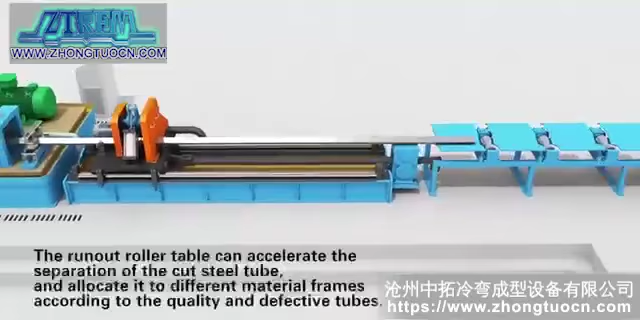 ZTRFM
WWW.ZHONGTUOCN.COM
The runout roller table can accelerate the
separation of the cut steel tube,
and allocate it to different material frames
according to the quality and defective tubes.
沧州中拓冷弯成型设备有限公司
https://www.zhongtuocn.com